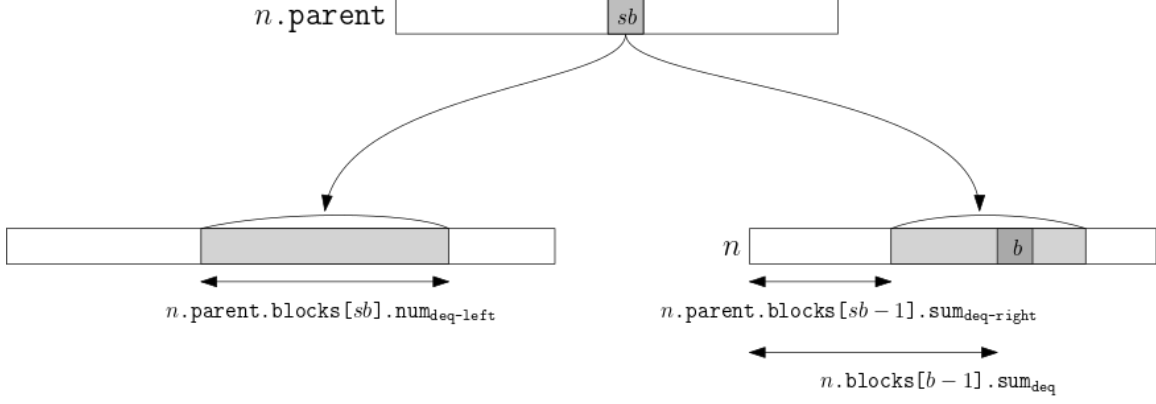 n.parent
sb
n
b
n.parent.blocks[sb].num_deq-left
n.parent.blocks[sb − 1].sum_deq-right
n.blocks[b − 1].sum_deq